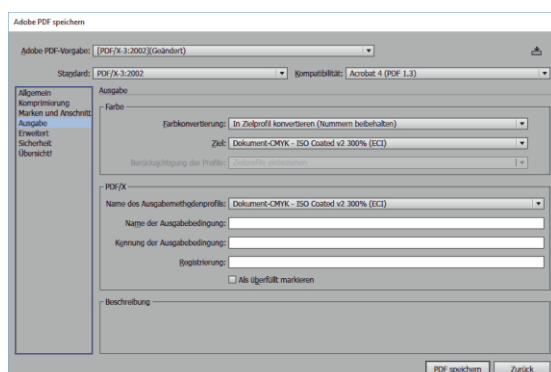 Adobe PDF speichern
Adobe PDF-Vorgabe: [PDF/X-3:2002](Geändert)
Standard: PDF/X-3:2002 Kompatibilität: Acrobat 4 (PDF 1.3)
Allgemein
Komprimierung
Marken und Anschnitt
Ausgabe
Erweitert
Sicherheit
Übersicht
Ausgabe
Farbe
Farbkonvertierung: In Zielprofil konvertieren (Nummern beibehalten)
Ziel: Dokument-CMYK - ISO Coated v2 300% (ECI)
Berücksichtigung der Profile: Zielprofile einbeziehen
PDF/X
Name des Ausgabemethodenprofils: Dokument-CMYK - ISO Coated v2 300% (ECI)
Name der Ausgabebedingung:
Kennung der Ausgabebedingung:
Registrierung:
Als überfüllt markieren
Beschreibung
PDF speichern Zurück